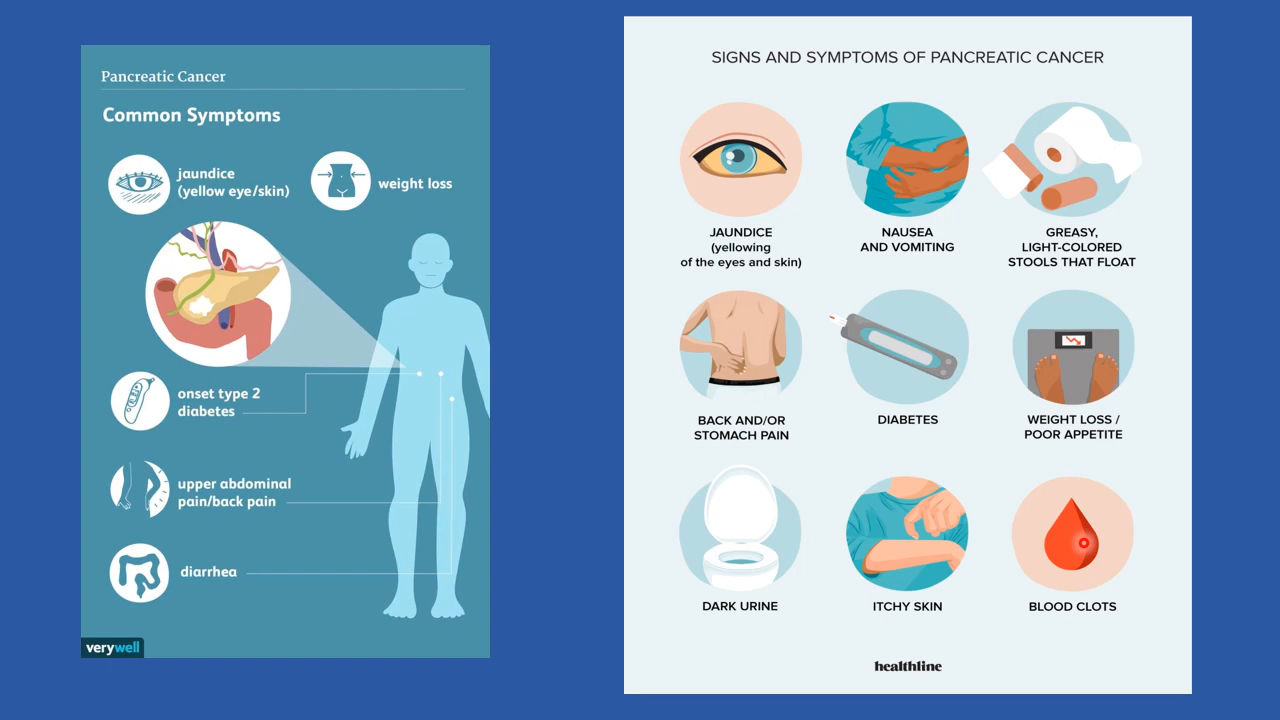 Pancreatic Cancer
Common Symptoms
jaundice
(yellow eye/skin)
weight loss
onset type 2
diabetes
upper abdominal
pain/back pain
diarrhea
verywell
SIGNS AND SYMPTOMS OF PANCREATIC CANCER
JAUNDICE
(yellowing
of the eyes and skin)
NAUSEA
AND VOMITING
GREASY,
LIGHT-COLORED
STOOLS THAT FLOAT
BACK AND/OR
STOMACH PAIN
DIABETES
WEIGHT LOSS /
POOR APPETITE
DARK URINE
ITCHY SKIN
BLOOD CLOTS
healthline